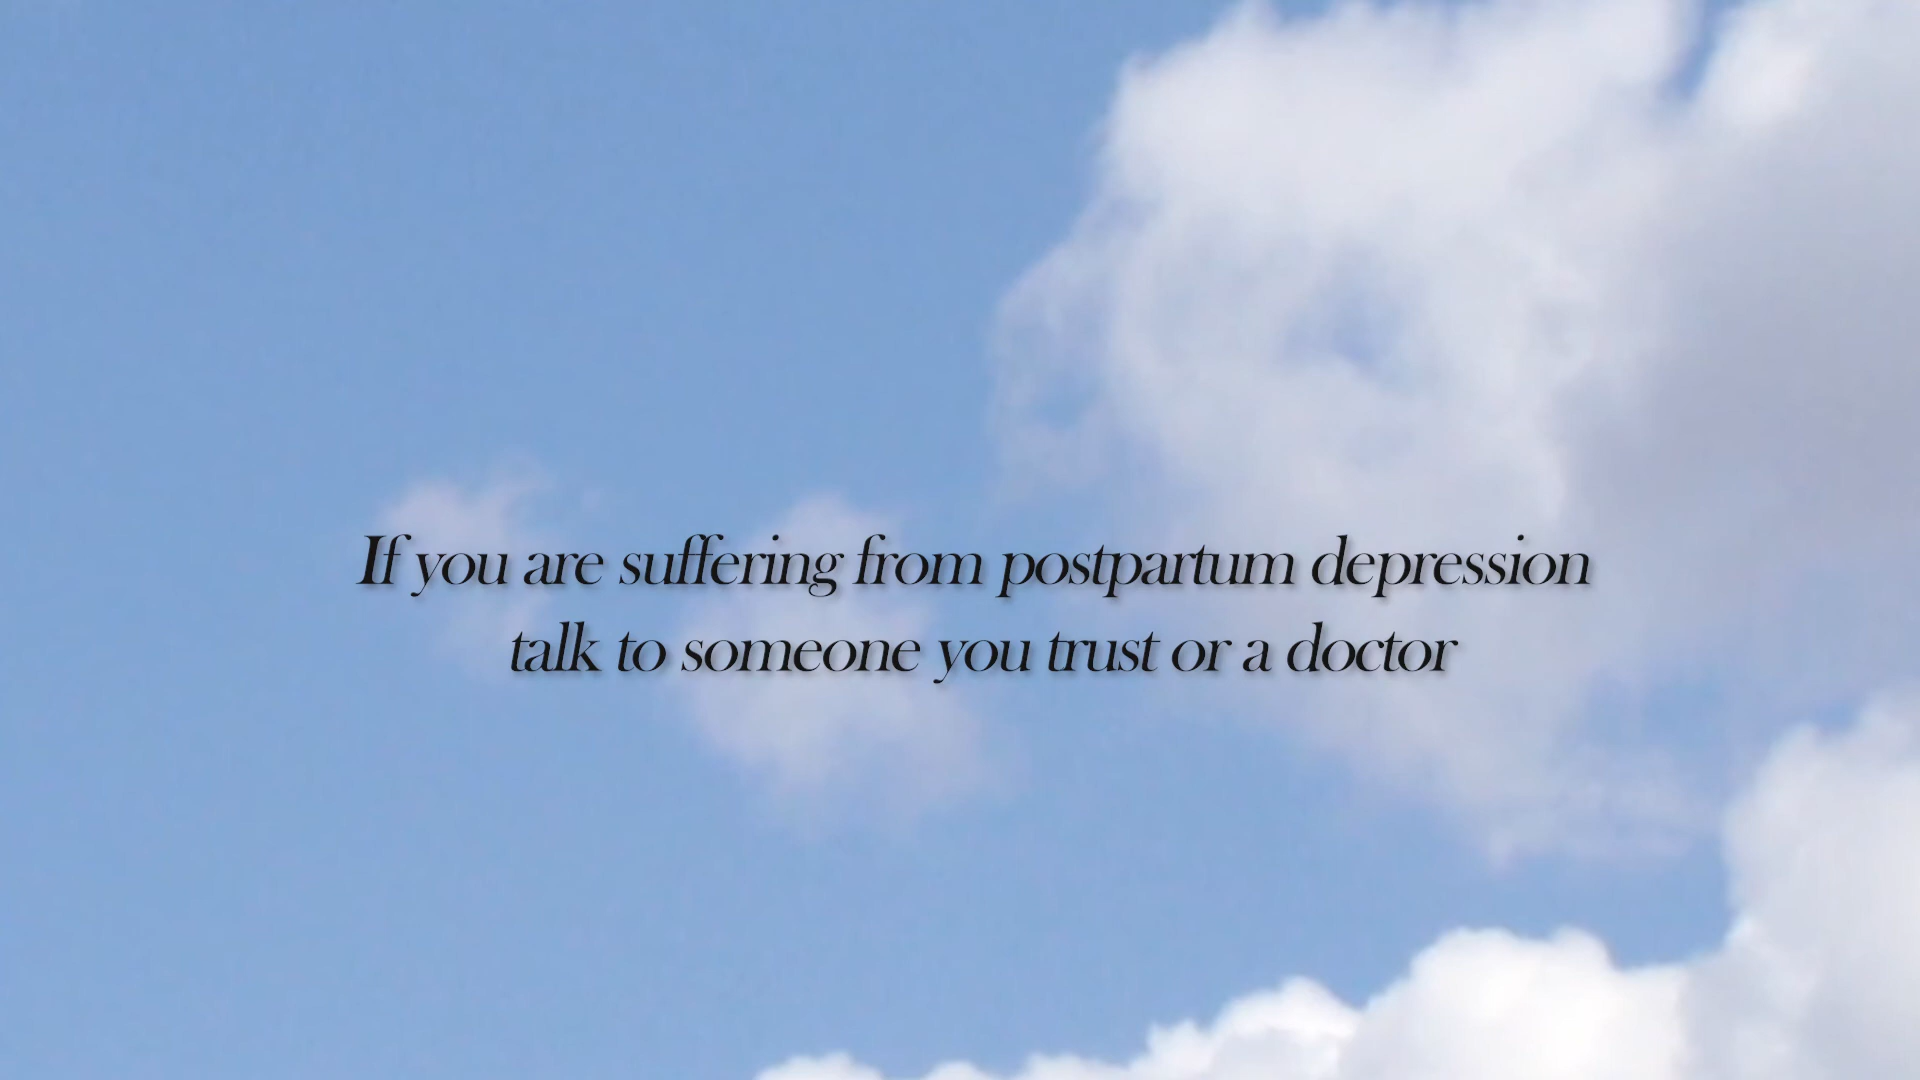 If you are suffering from postpartum depression
talk to someone you trust or a doctor